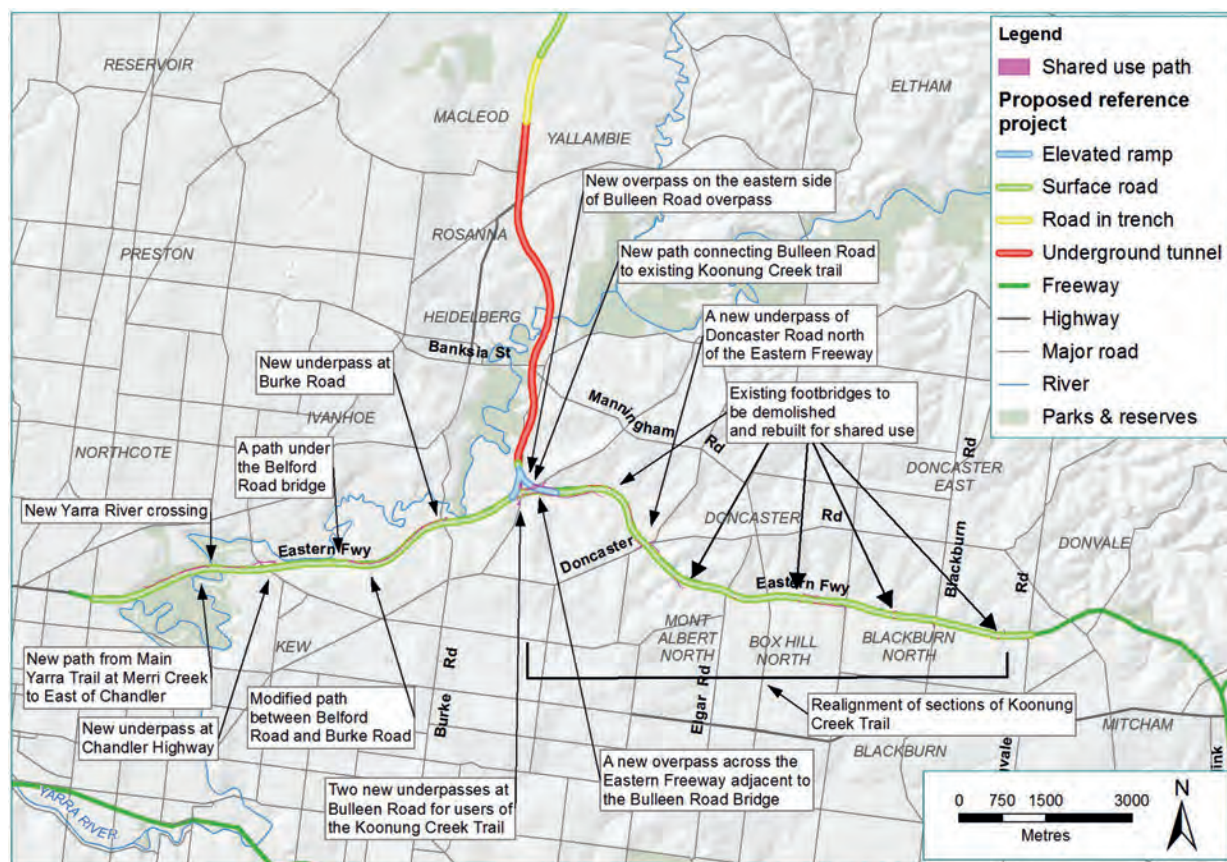 RESERVOIR
MACLEOD
YALLAMBIE
ELTHAM
PRESTON
ROSANNA
HEIDELBERG
Banksia St
IVANHOE
NORTHCOTE
Manningham
Rd
DONCASTER
EAST
DONCASTER
Rd
Doncaster
Blackburn
Rd
DONVALE
Eastern Fwy
Eastern Fwy
KEW
Burke
Rd
MONT
ALBERT
NORTH
BOX HILL
NORTH
BLACKBURN
NORTH
Elgar Rd
Rd
MITCHAM
BLACKBURN
YARRA RIVER
New overpass on the eastern side
of Bulleen Road overpass
New path connecting Bulleen Road
to existing Koonung Creek trail
A new underpass of
Doncaster Road north
of the Eastern Freeway
New underpass at
Burke Road
Existing footbridges to
be demolished
and rebuilt for shared use
A path under
the Belford
Road bridge
New Yarra River crossing
New path from Main
Yarra Trail at Merri Creek
to East of Chandler
New underpass at
Chandler Highway
Modified path
between Belford
Road and Burke Road
Two new underpasses at
Bulleen Road for users of
the Koonung Creek Trail
A new overpass across the
Eastern Freeway adjacent to
the Bulleen Road Bridge
Realignment of sections of Koonung
Creek Trail
Legend
Shared use path
Proposed reference
project
Elevated ramp
Surface road
Road in trench
Underground tunnel
Freeway
Highway
Major road
River
Parks & reserves
0 750 1500 3000
Metres
N